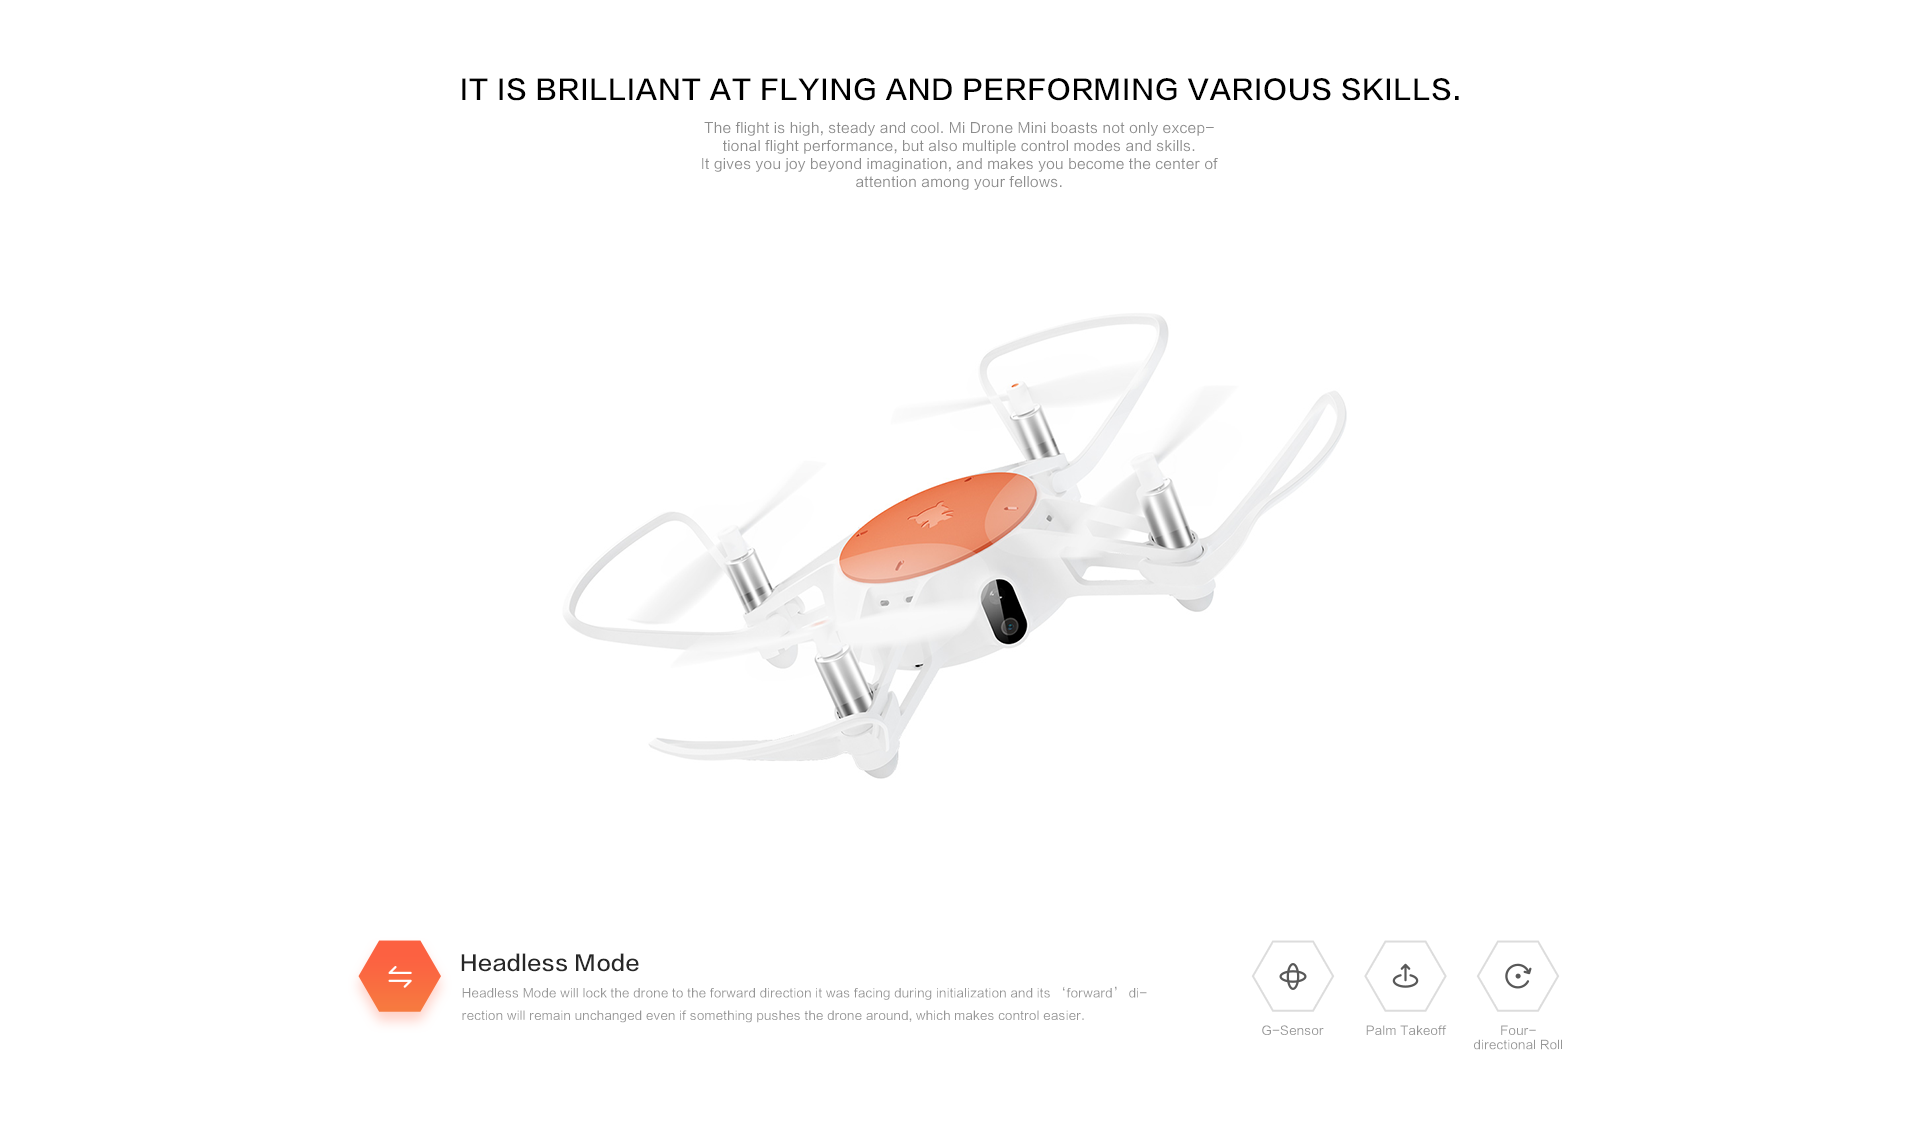 IT IS BRILLIANT AT FLYING AND PERFORMING VARIOUS SKILLS.
The flight is high, steady and cool. Mi Drone Mini boasts not only excep-
tional flight performance, but also multiple control modes and skills.
It gives you joy beyond imagination, and makes you become the center of
attention among your fellows.
Headless Mode
Headless Mode will lock the drone to the forward direction it was facing during initialization and its ‘forward’ di-
rection will remain unchanged even if something pushes the drone around, which makes control easier.
G-Sensor
Palm Takeoff
Four-
directional Roll